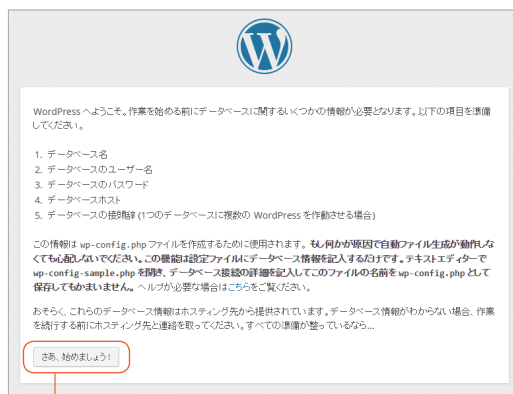 WordPress へようこそ。作業を始める前にデータベースに関するいくつかの情報が必要となります。以下の項目を準備
してください。
1. データベース名
2. データベースのユーザー名
3. データベースのパスワード
4. データベースホスト
5. データベースの接頭辞 (1つのデータベースに複数の WordPress を作動させる場合)
この情報は wp-config.php ファイルを作成するために使用されます。もし何かが原因で自動ファイル生成が動作しな
くても心配しないでください。この機能は設定ファイルにデータベース情報を記入するだけです。テキストエディターで
wp-config-sample.php を開き、データベース接続の詳細を記入してこのファイルの名前を wp-config.php として
保存してもかまいません。ヘルプが必要な場合はこちらをご覧ください。
おそらく、これらのデータベース情報はホスティング先から提供されています。データベース情報がわからない場合、作業
を続行する前にホスティング先と連絡を取ってください。すべての準備が整っているなら...
さあ、始めましょう!